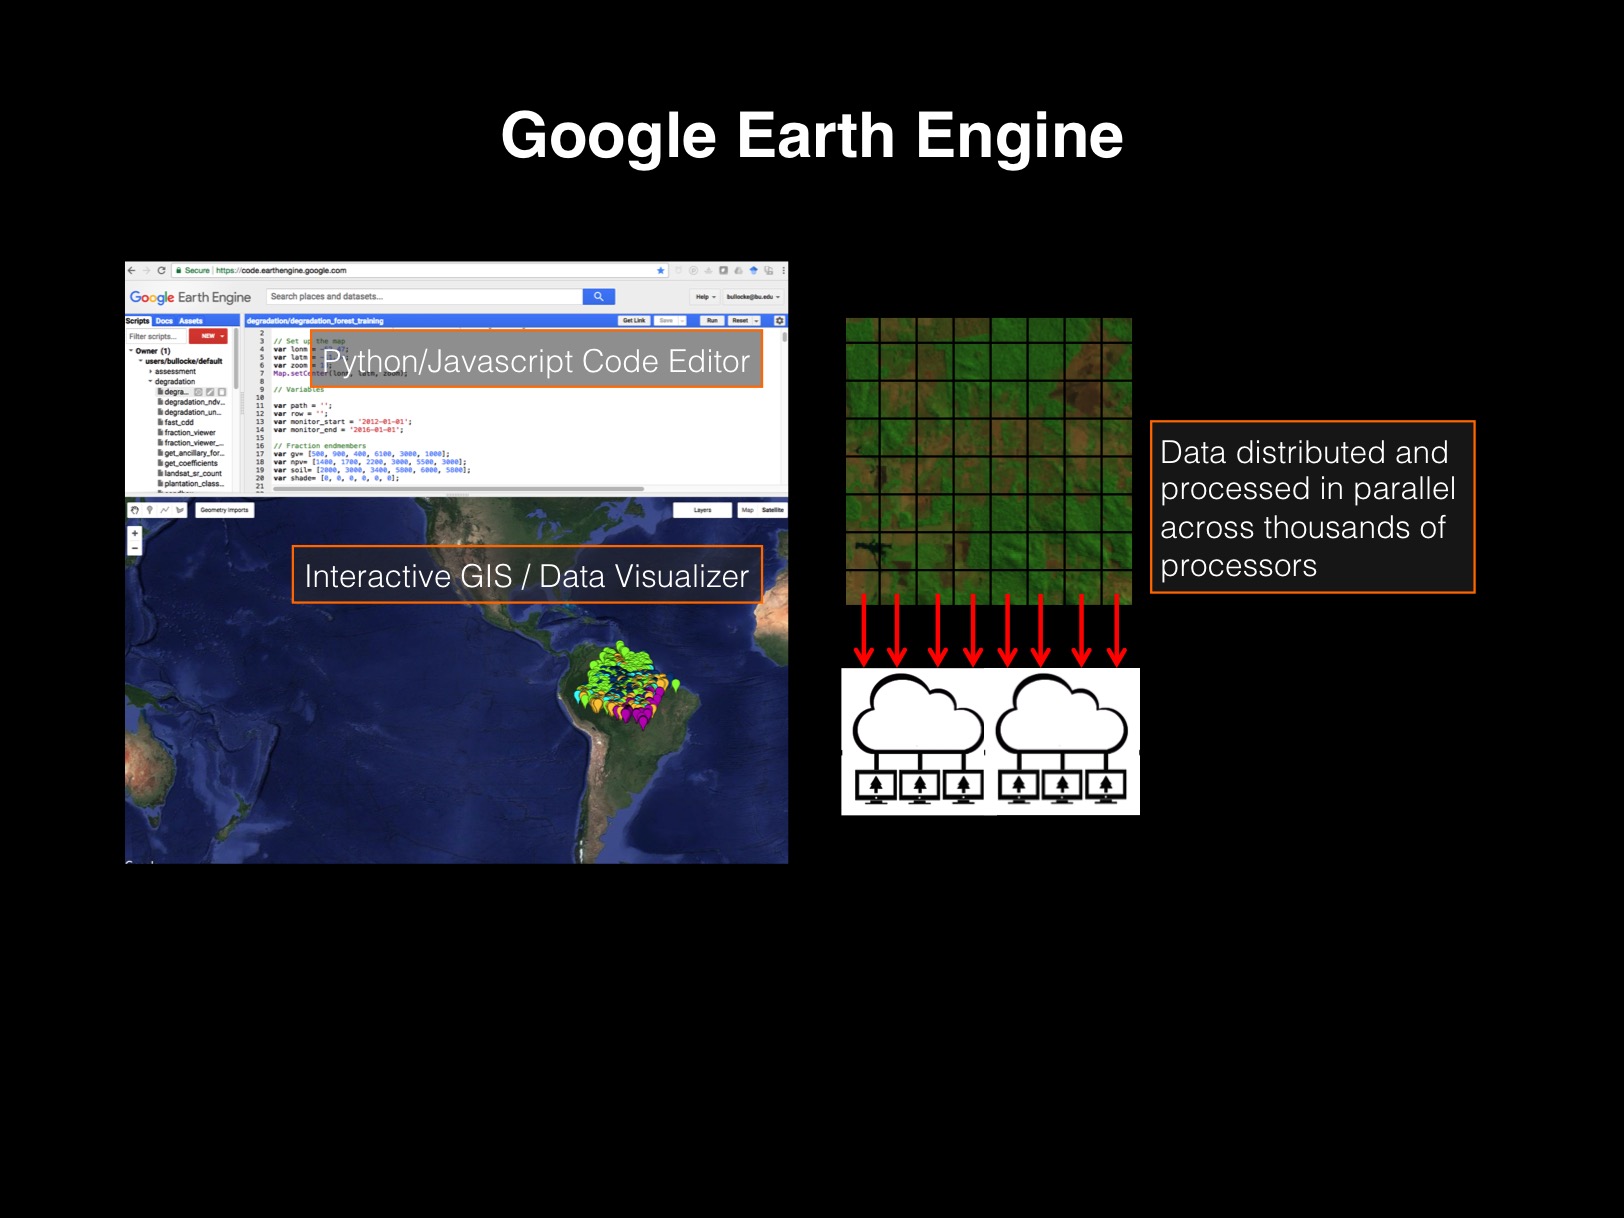 Google Earth Engine
Secure https://code.earthengine.google.com
Google Earth Engine
Search places and datasets...
Help
bullocke@bu.edu
Scripts Docs Assets
degradation/degradation_forest_training
Get Link Save Run Reset
Filter scripts...
NEW
Owner (1)
users/bullocke/default
assessment
degradation
degra...
degradation_ndv...
degradation_un...
fast_cdd
fraction_viewer
fraction_viewer_...
get_ancillary_for...
get_coefficients
landsat_sr_count
plantation_class...
2
3 // Set up the map
4 var lonm =
5 var latm =
6 var zoom =
7 Map.setCenter(lonm, latm, zoom);
8
9 // Variables
10
11 var path = '';
12 var row = '';
13 var monitor_start = '2012-01-01';
14 var monitor_end = '2016-01-01';
15
16 // Fraction endmembers
17 var gv= [500, 900, 400, 6100, 3000, 1000];
18 var npv= [1400, 1700, 2200, 3000, 5500, 3000];
19 var soil= [2000, 3000, 3400, 5800, 6000, 5800];
20 var shade= [0, 0, 0, 0, 0, 0];
21
Python/Javascript Code Editor
Geometry Imports
Layers
Map Satellite
+
−
Interactive GIS / Data Visualizer
Data distributed and
processed in parallel
across thousands of
processors